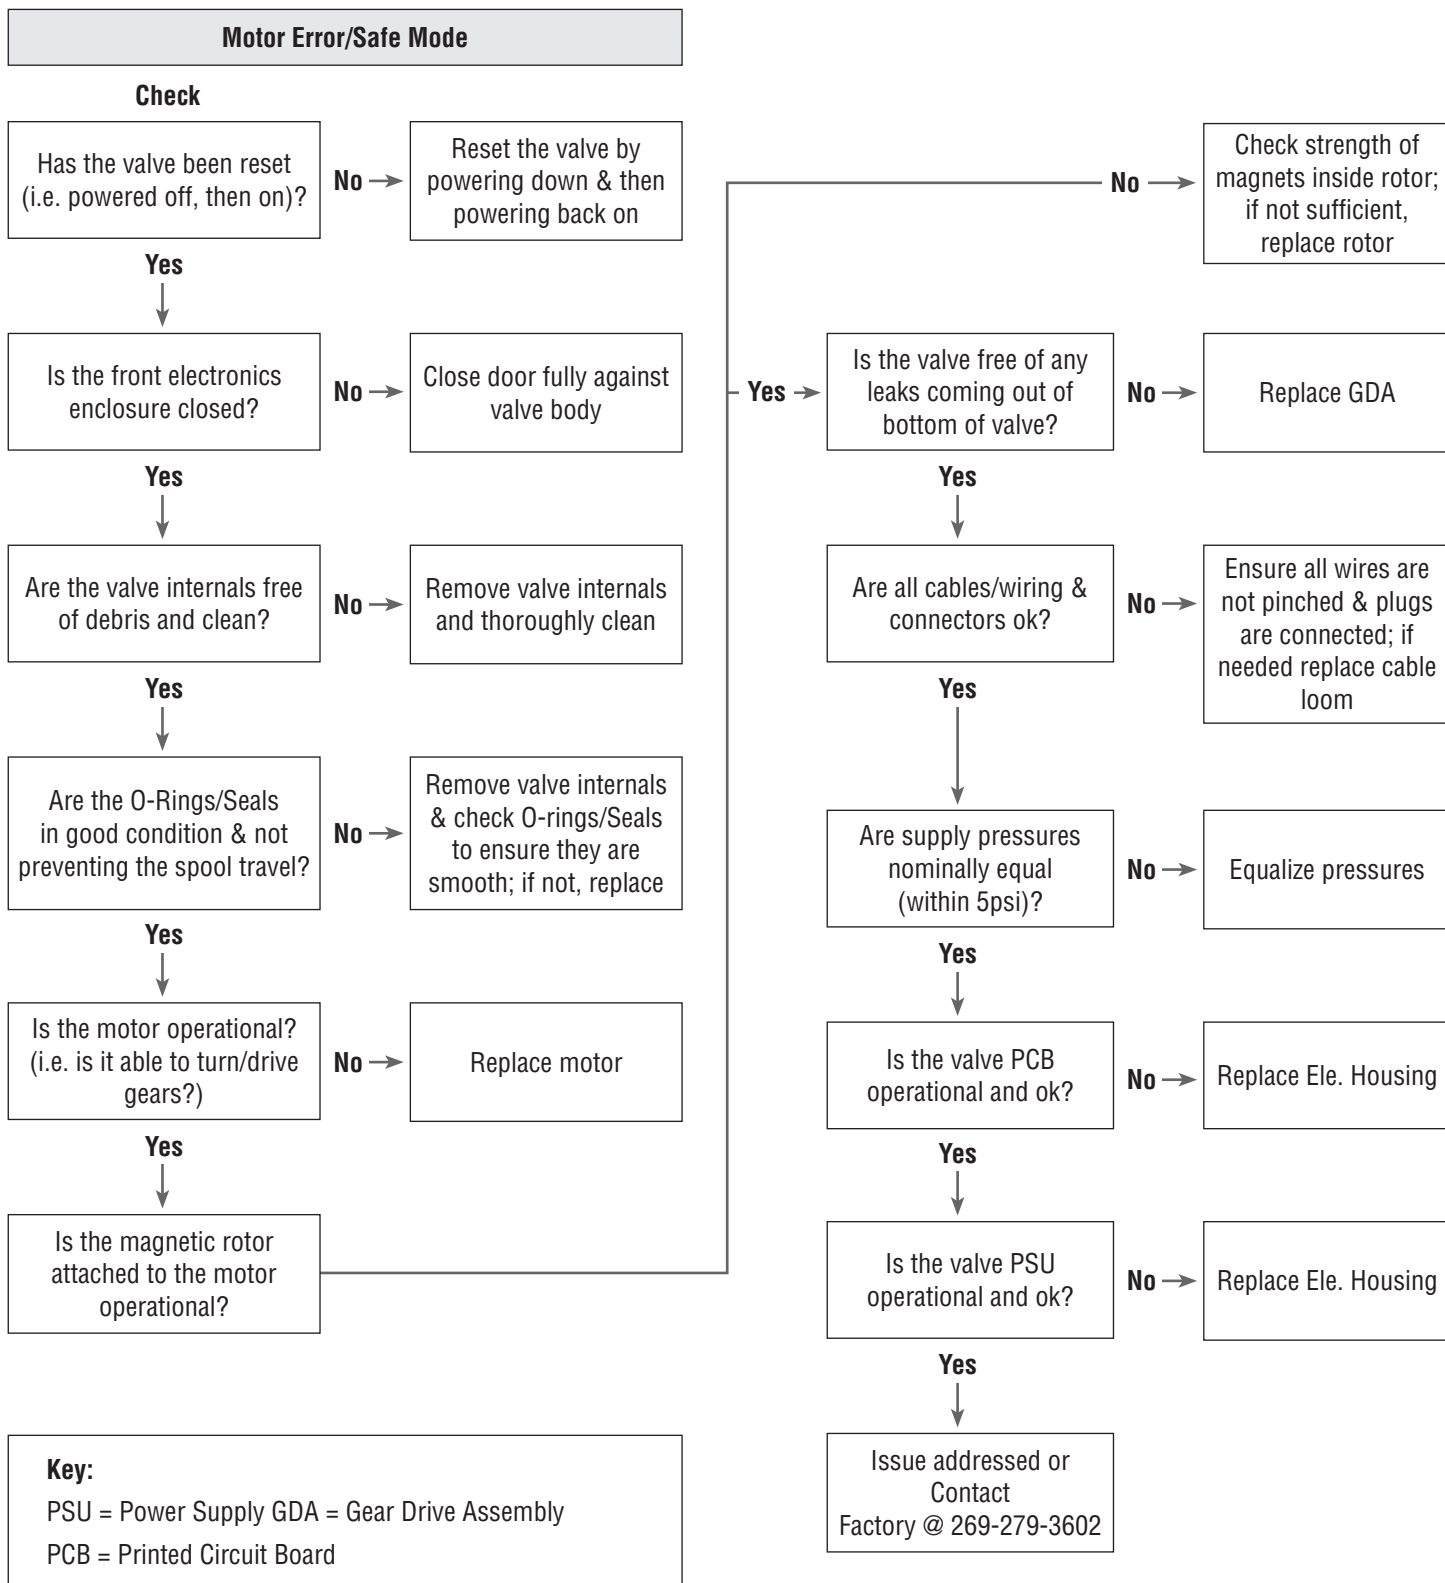 Motor Error/Safe Mode
Check
Has the valve been reset
(i.e. powered off, then on)?
No
Reset the valve by
powering down & then
powering back on
Yes
Is the front electronics
enclosure closed?
No
Close door fully against
valve body
Yes
Are the valve internals free
of debris and clean?
No
Remove valve internals
and thoroughly clean
Yes
Are the O-Rings/Seals
in good condition & not
preventing the spool travel?
No
Remove valve internals
& check O-rings/Seals
to ensure they are
smooth; if not, replace
Yes
Is the motor operational?
(i.e. is it able to turn/drive
gears?)
No
Replace motor
Yes
Is the magnetic rotor
attached to the motor
operational?
No
Check strength of
magnets inside rotor;
if not sufficient,
replace rotor
Yes
Is the valve free of any
leaks coming out of
bottom of valve?
No
Replace GDA
Yes
Are all cables/wiring &
connectors ok?
No
Ensure all wires are
not pinched & plugs
are connected; if
needed replace cable
loom
Yes
Are supply pressures
nominally equal
(within 5psi)?
No
Equalize pressures
Yes
Is the valve PCB
operational and ok?
No
Replace Ele. Housing
Yes
Is the valve PSU
operational and ok?
No
Replace Ele. Housing
Yes
Issue addressed or
Contact
Factory @ 269-279-3602
Key:
PSU = Power Supply GDA = Gear Drive Assembly
PCB = Printed Circuit Board